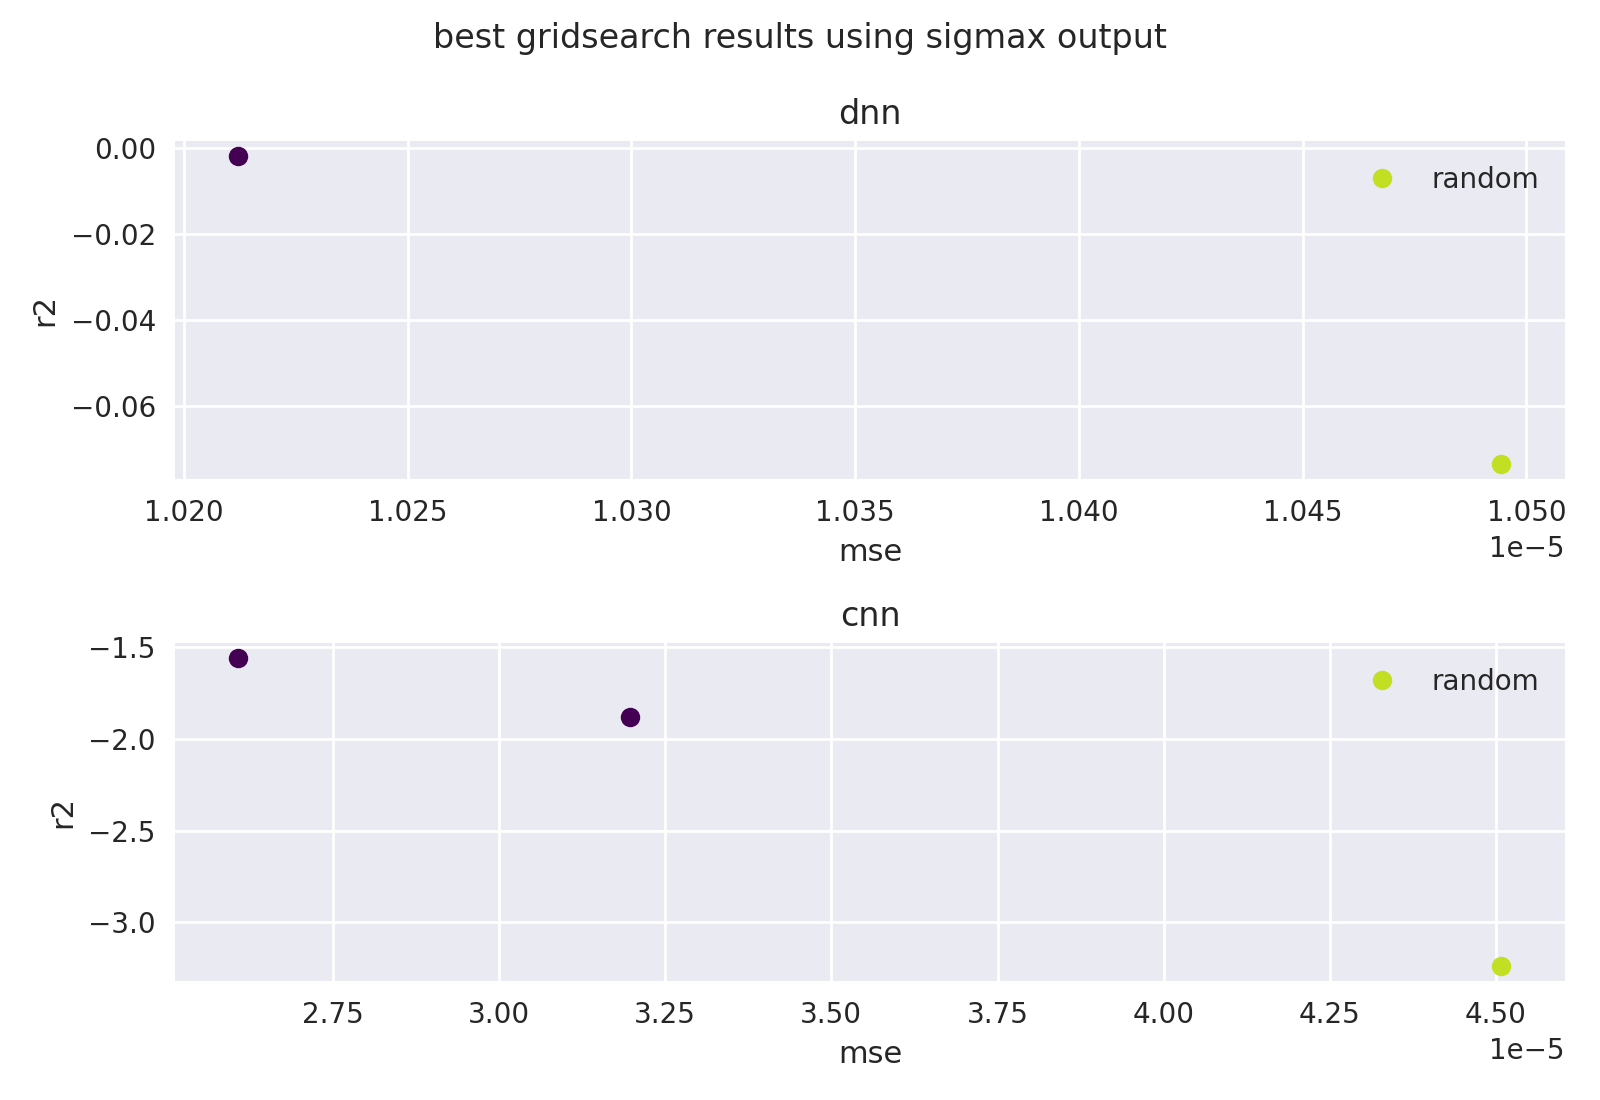 best gridsearch results using sigmax output
dnn
random
0.00
−0.02
−0.04
−0.06
r2
1.020 1.025 1.030 1.035 1.040 1.045 1.050
mse
1e−5
cnn
random
−1.5
−2.0
−2.5
−3.0
r2
2.75 3.00 3.25 3.50 3.75 4.00 4.25 4.50
mse
1e−5